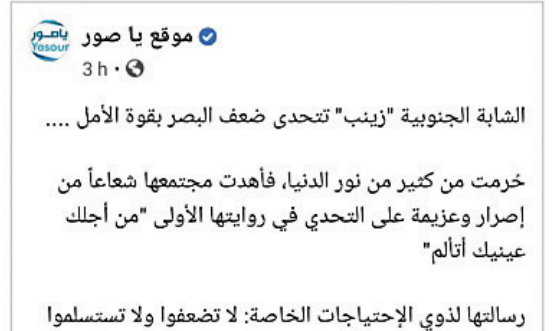 ياصور
Yasour
موقع يا صور
3 h
الشابة الجنوبية "زينب" تتحدى ضعف البصر بقوة الأمل ....
حُرمت من كثير من نور الدنيا، فأهدت مجتمعها شعاعاً من
إصرار وعزيمة على التحدي في روايتها الأولى "من أجلك
عينيك أتألم"
رسالتها لذوي الإحتياجات الخاصة: لا تضعفوا ولا تستسلموا